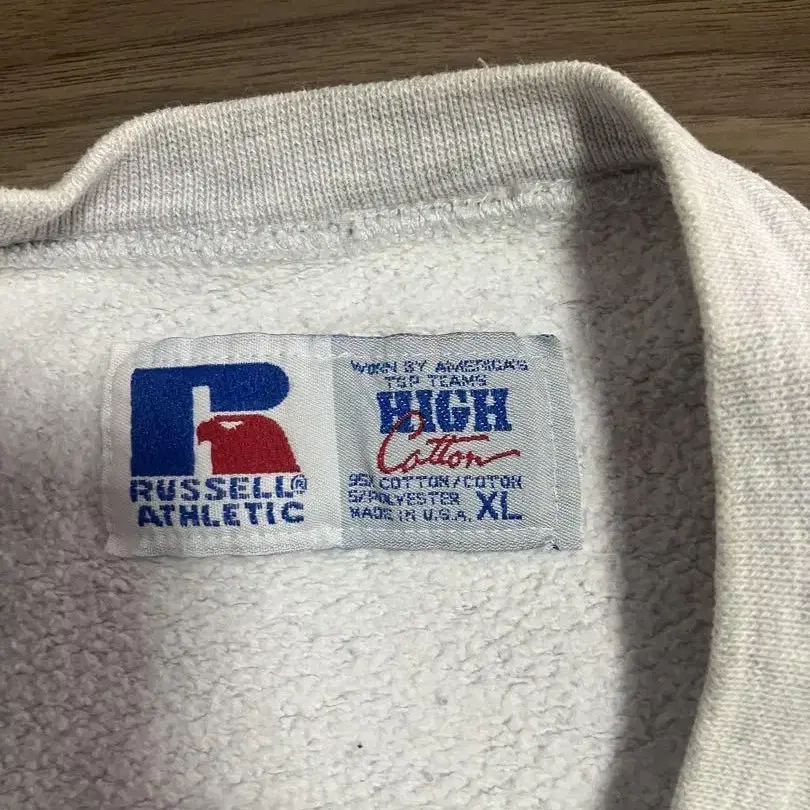 RUSSELL®
ATHLETIC
WORN BY AMERICA'S
TOP TEAMS
HIGH
Cotton
95% COTTON/COTON
5/POLYESTER
MADE IN U.S.A. XL